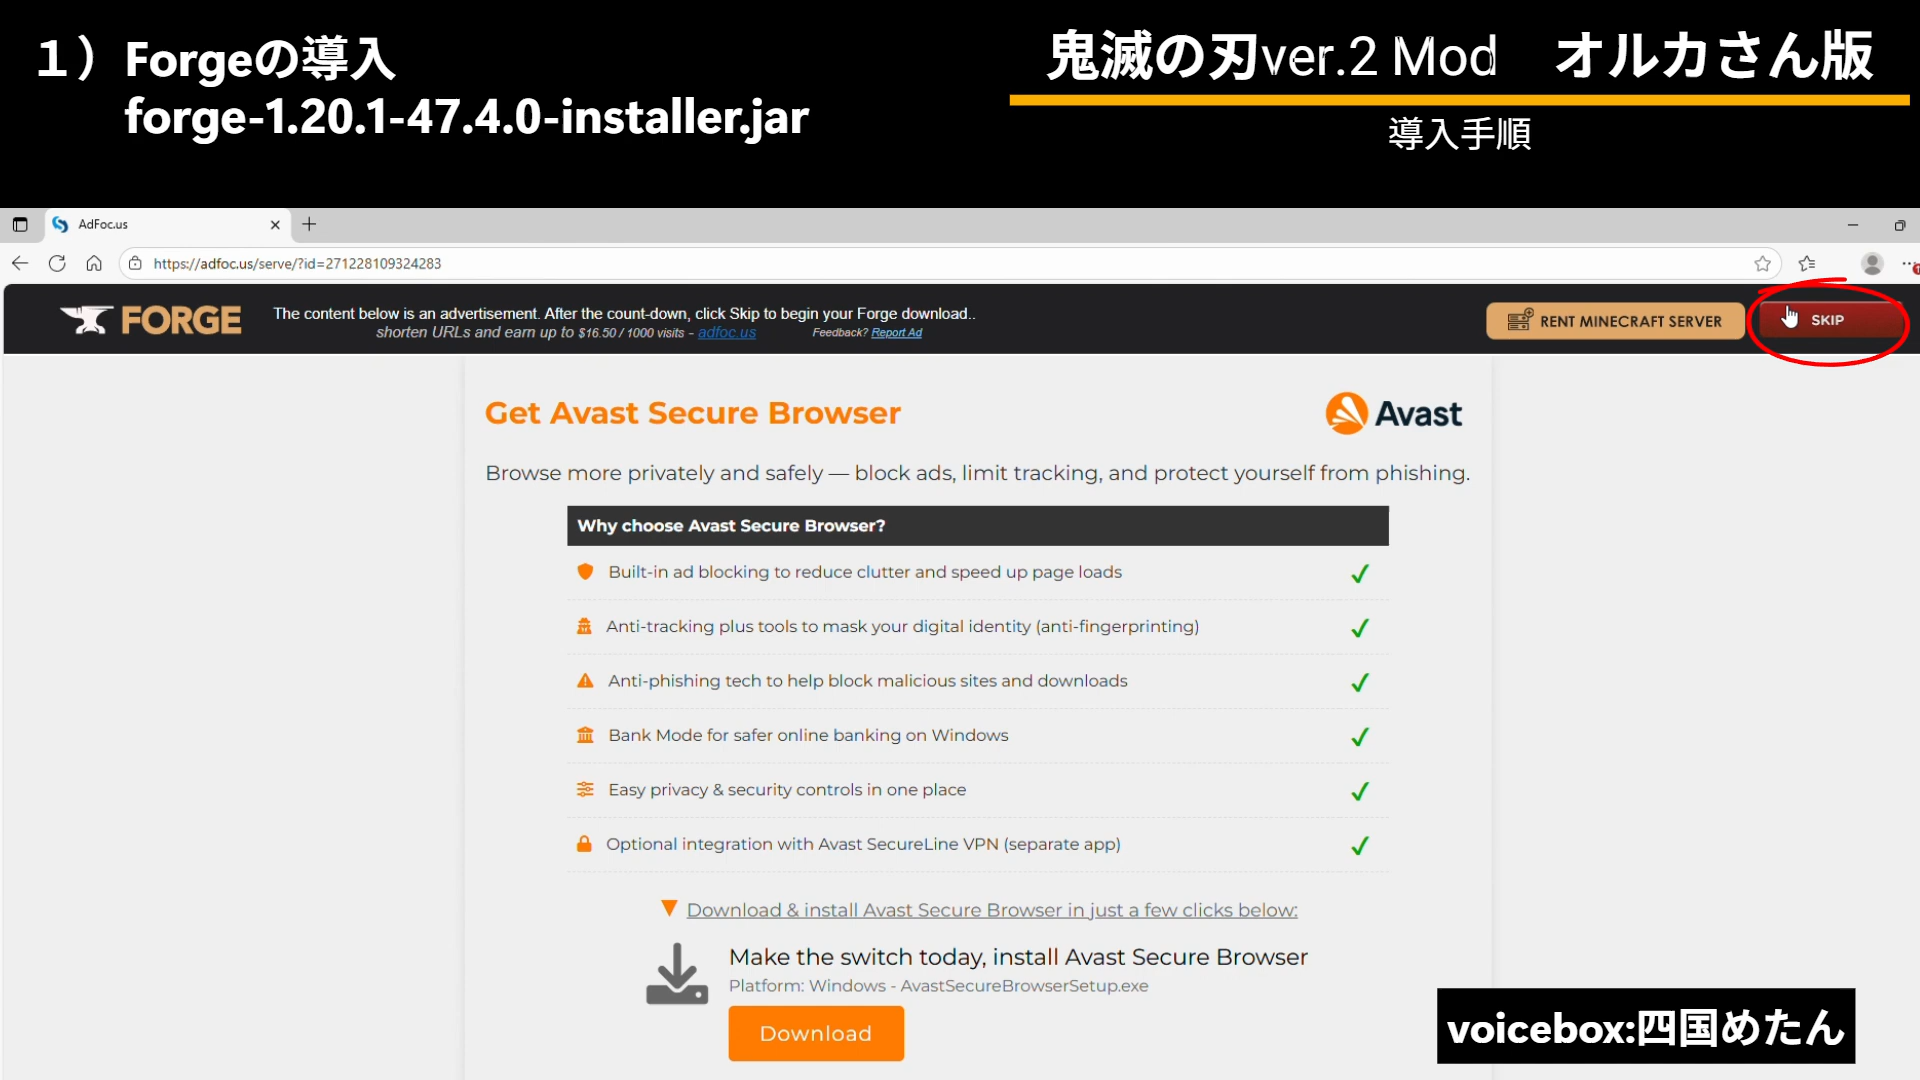 1）Forgeの導入
forge-1.20.1-47.4.0-installer.jar
鬼滅の刃ver.2 Mod　オルカさん版
導入手順
AdFoc.us
https://adfoc.us/serve/?id=271228109324283
FORGE
The content below is an advertisement. After the count-down, click Skip to begin your Forge download..
shorten URLs and earn up to $16.50 / 1000 visits - adfoc.us
Feedback? Report Ad
RENT MINECRAFT SERVER
SKIP
Get Avast Secure Browser
Avast
Browse more privately and safely — block ads, limit tracking, and protect yourself from phishing.
Why choose Avast Secure Browser?
Built-in ad blocking to reduce clutter and speed up page loads
Anti-tracking plus tools to mask your digital identity (anti-fingerprinting)
Anti-phishing tech to help block malicious sites and downloads
Bank Mode for safer online banking on Windows
Easy privacy & security controls in one place
Optional integration with Avast SecureLine VPN (separate app)
Download & install Avast Secure Browser in just a few clicks below:
Make the switch today, install Avast Secure Browser
Platform: Windows - AvastSecureBrowserSetup.exe
Download
voicebox:四国めたん